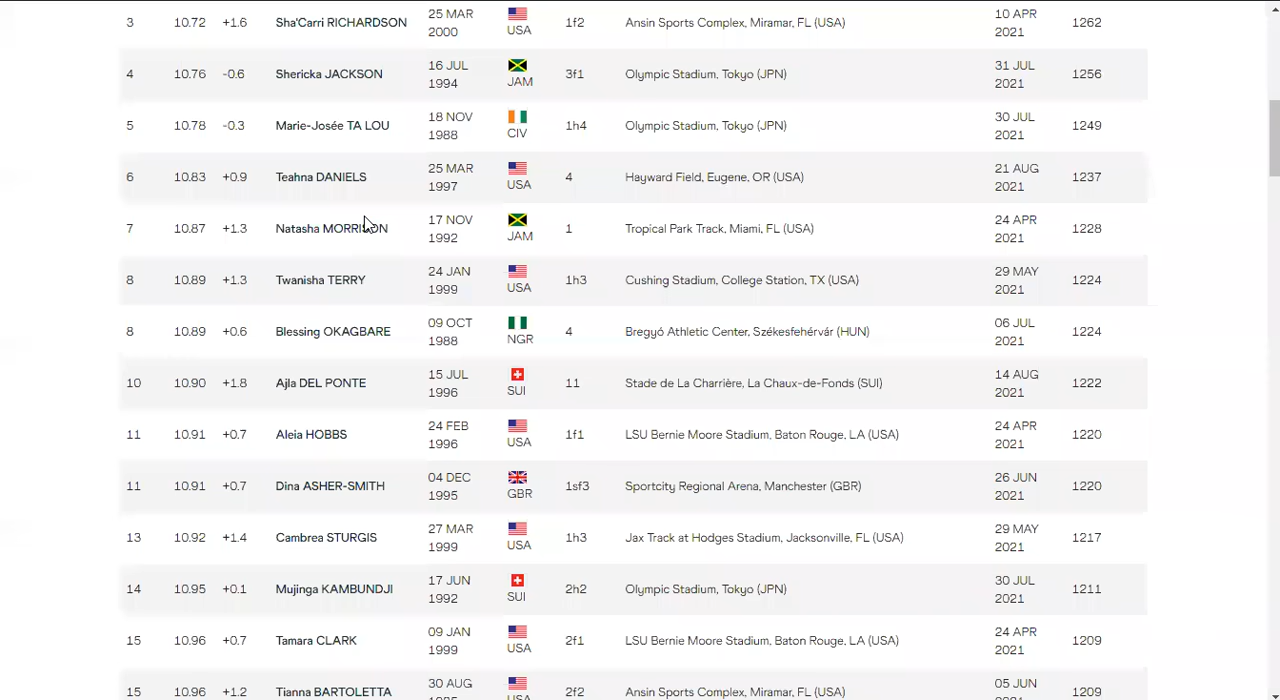 3 10.72 +1.6 Sha'Carri RICHARDSON 25 MAR 2000 USA 1f2 Ansin Sports Complex, Miramar, FL (USA) 10 APR 2021 1262
4 10.76 -0.6 Shericka JACKSON 16 JUL 1994 JAM 3f1 Olympic Stadium, Tokyo (JPN) 31 JUL 2021 1256
5 10.78 -0.3 Marie-Josée TA LOU 18 NOV 1988 CIV 1h4 Olympic Stadium, Tokyo (JPN) 30 JUL 2021 1249
6 10.83 +0.9 Teahna DANIELS 25 MAR 1997 USA 4 Hayward Field, Eugene, OR (USA) 21 AUG 2021 1237
7 10.87 +1.3 Natasha MORRISON 17 NOV 1992 JAM 1 Tropical Park Track, Miami, FL (USA) 24 APR 2021 1228
8 10.89 +1.3 Twanisha TERRY 24 JAN 1999 USA 1h3 Cushing Stadium, College Station, TX (USA) 29 MAY 2021 1224
8 10.89 +0.6 Blessing OKAGBARE 09 OCT 1988 NGR 4 Bregyó Athletic Center, Székesfehérvár (HUN) 06 JUL 2021 1224
10 10.90 +1.8 Ajla DEL PONTE 15 JUL 1996 SUI 11 Stade de La Charrière, La Chaux-de-Fonds (SUI) 14 AUG 2021 1222
11 10.91 +0.7 Aleia HOBBS 24 FEB 1996 USA 1f1 LSU Bernie Moore Stadium, Baton Rouge, LA (USA) 24 APR 2021 1220
11 10.91 +0.7 Dina ASHER-SMITH 04 DEC 1995 GBR 1sf3 Sportcity Regional Arena, Manchester (GBR) 26 JUN 2021 1220
13 10.92 +1.4 Cambrea STURGIS 27 MAR 1999 USA 1h3 Jax Track at Hodges Stadium, Jacksonville, FL (USA) 29 MAY 2021 1217
14 10.95 +0.1 Mujinga KAMBUNDJI 17 JUN 1992 SUI 2h2 Olympic Stadium, Tokyo (JPN) 30 JUL 2021 1211
15 10.96 +0.7 Tamara CLARK 09 JAN 1999 USA 2f1 LSU Bernie Moore Stadium, Baton Rouge, LA (USA) 24 APR 2021 1209
15 10.96 +1.2 Tianna BARTOLETTA 30 AUG USA 2f2 Ansin Sports Complex, Miramar, FL (USA) 05 JUN 2021 1209